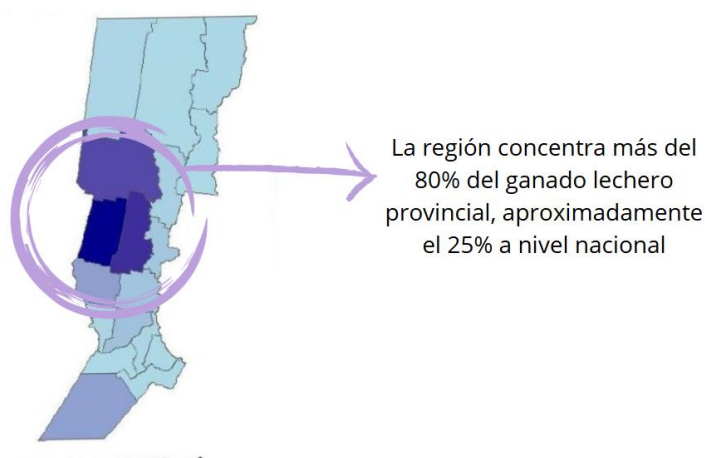 La región concentra más del
80% del ganado lechero
provincial, aproximadamente
el 25% a nivel nacional